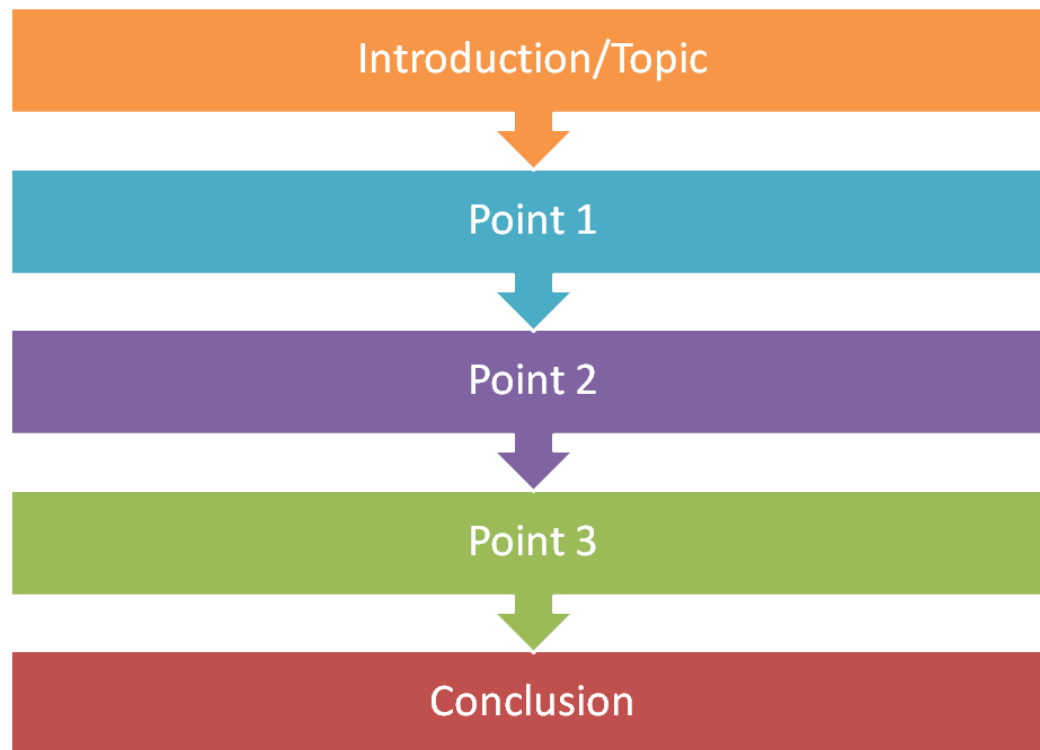 Introduction/Topic
Point 1
Point 2
Point 3
Conclusion